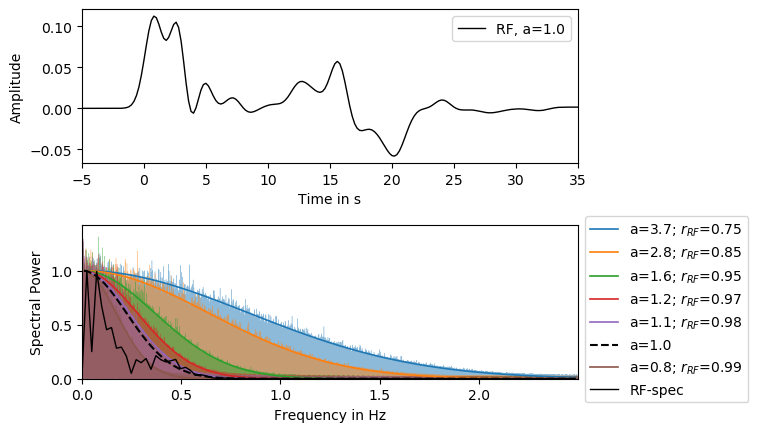 0.10
0.05
0.00
−0.05
Amplitude
RF, a=1.0
−5
0
5
10
15
20
25
30
35
Time in s
1.0
0.5
0.0
Spectral Power
0.0
0.5
1.0
1.5
2.0
Frequency in Hz
a=3.7; r_RF=0.75
a=2.8; r_RF=0.85
a=1.6; r_RF=0.95
a=1.2; r_RF=0.97
a=1.1; r_RF=0.98
a=1.0
a=0.8; r_RF=0.99
RF-spec